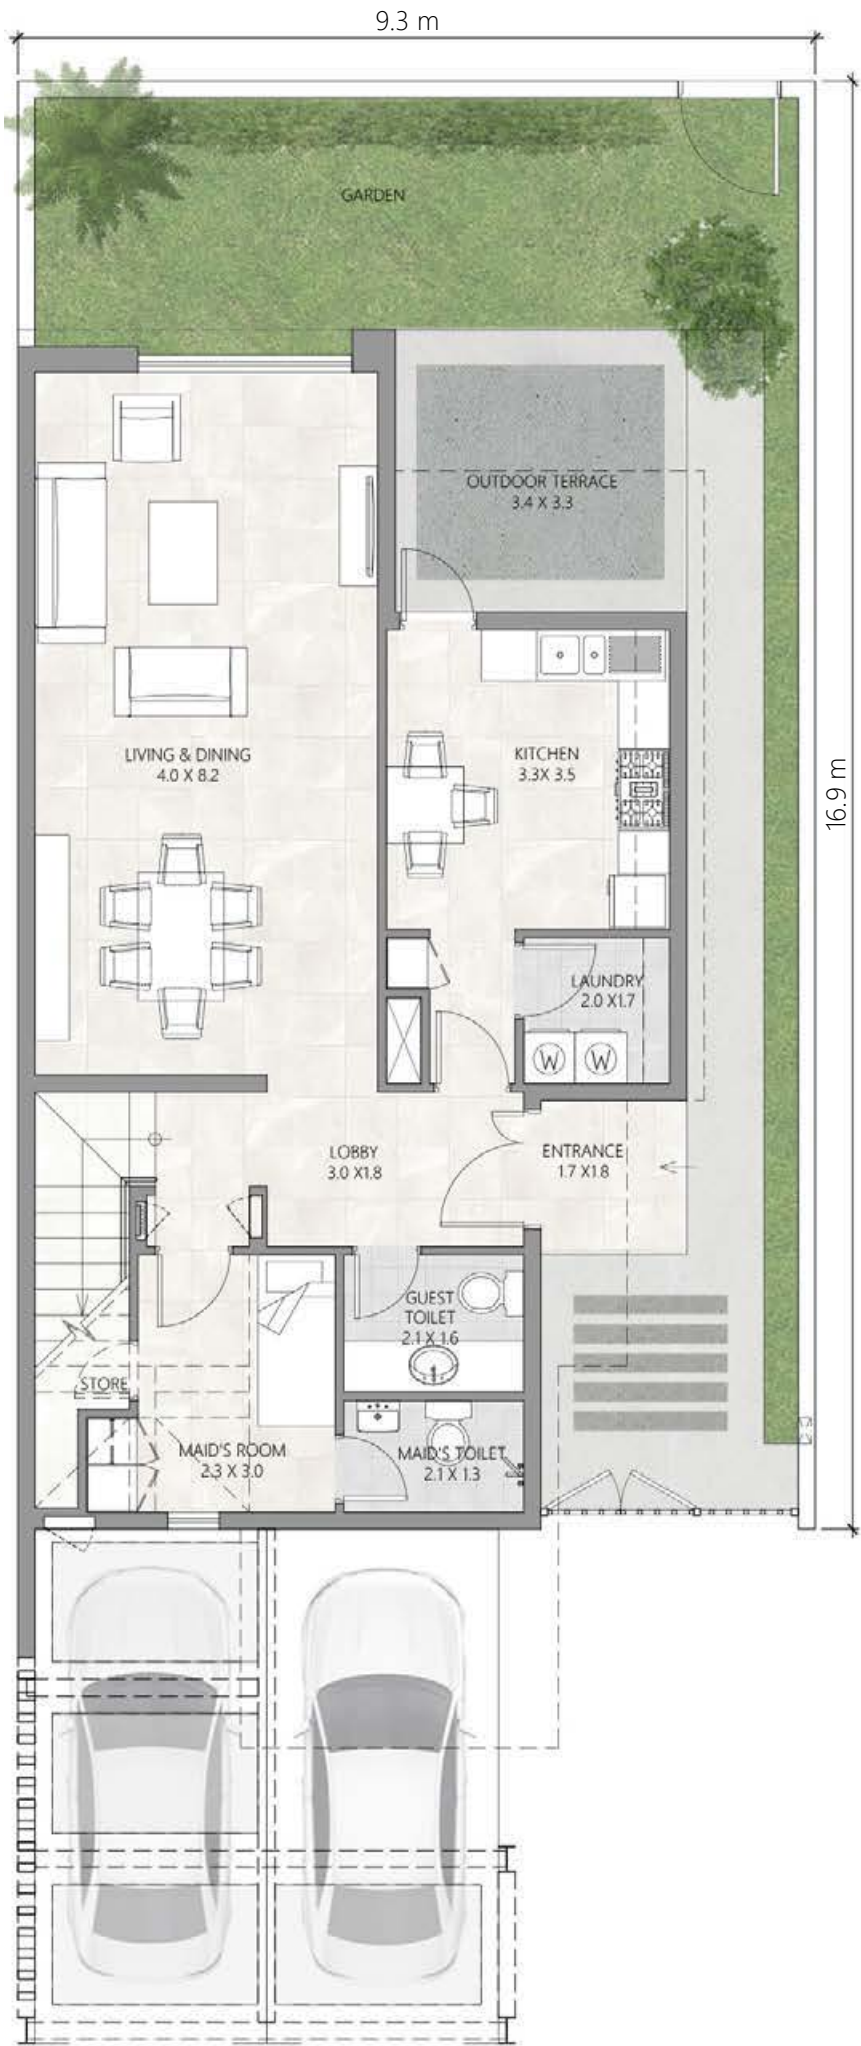 9.3 m
GARDEN
OUTDOOR TERRACE
3.4 X 3.3
16.9 m
LIVING & DINING
4.0 X 8.2
KITCHEN
3.3X 3.5
LAUNDRY
2.0 X1.7
W W
LOBBY
3.0 X1.8
ENTRANCE
1.7 X1.8
GUEST
TOILET
2.1 X 1.6
STORE
MAID'S ROOM
2.3 X 3.0
MAID'S TOILET
2.1 X 1.3